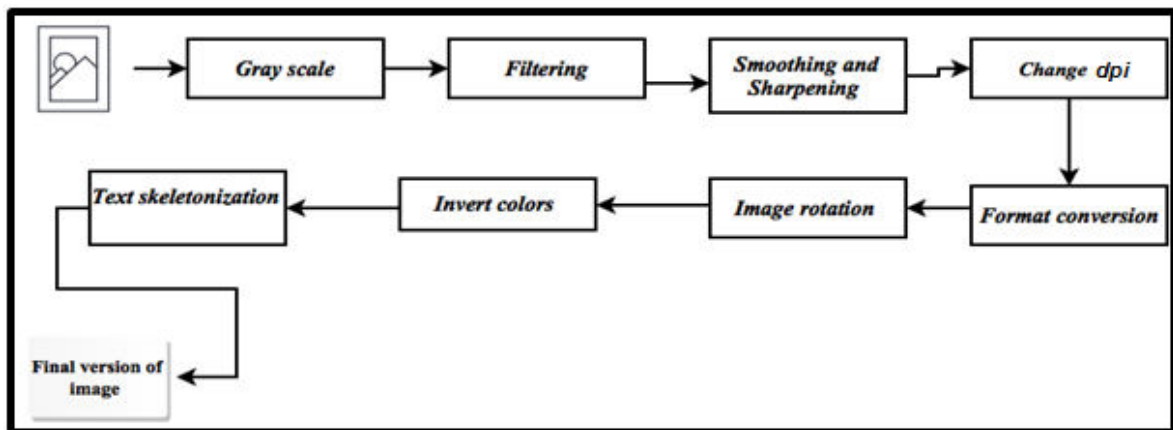 Gray scale
Filtering
Smoothing and
Sharpening
Change dpi
Format conversion
Image rotation
Invert colors
Text skeletonization
Final version of
image